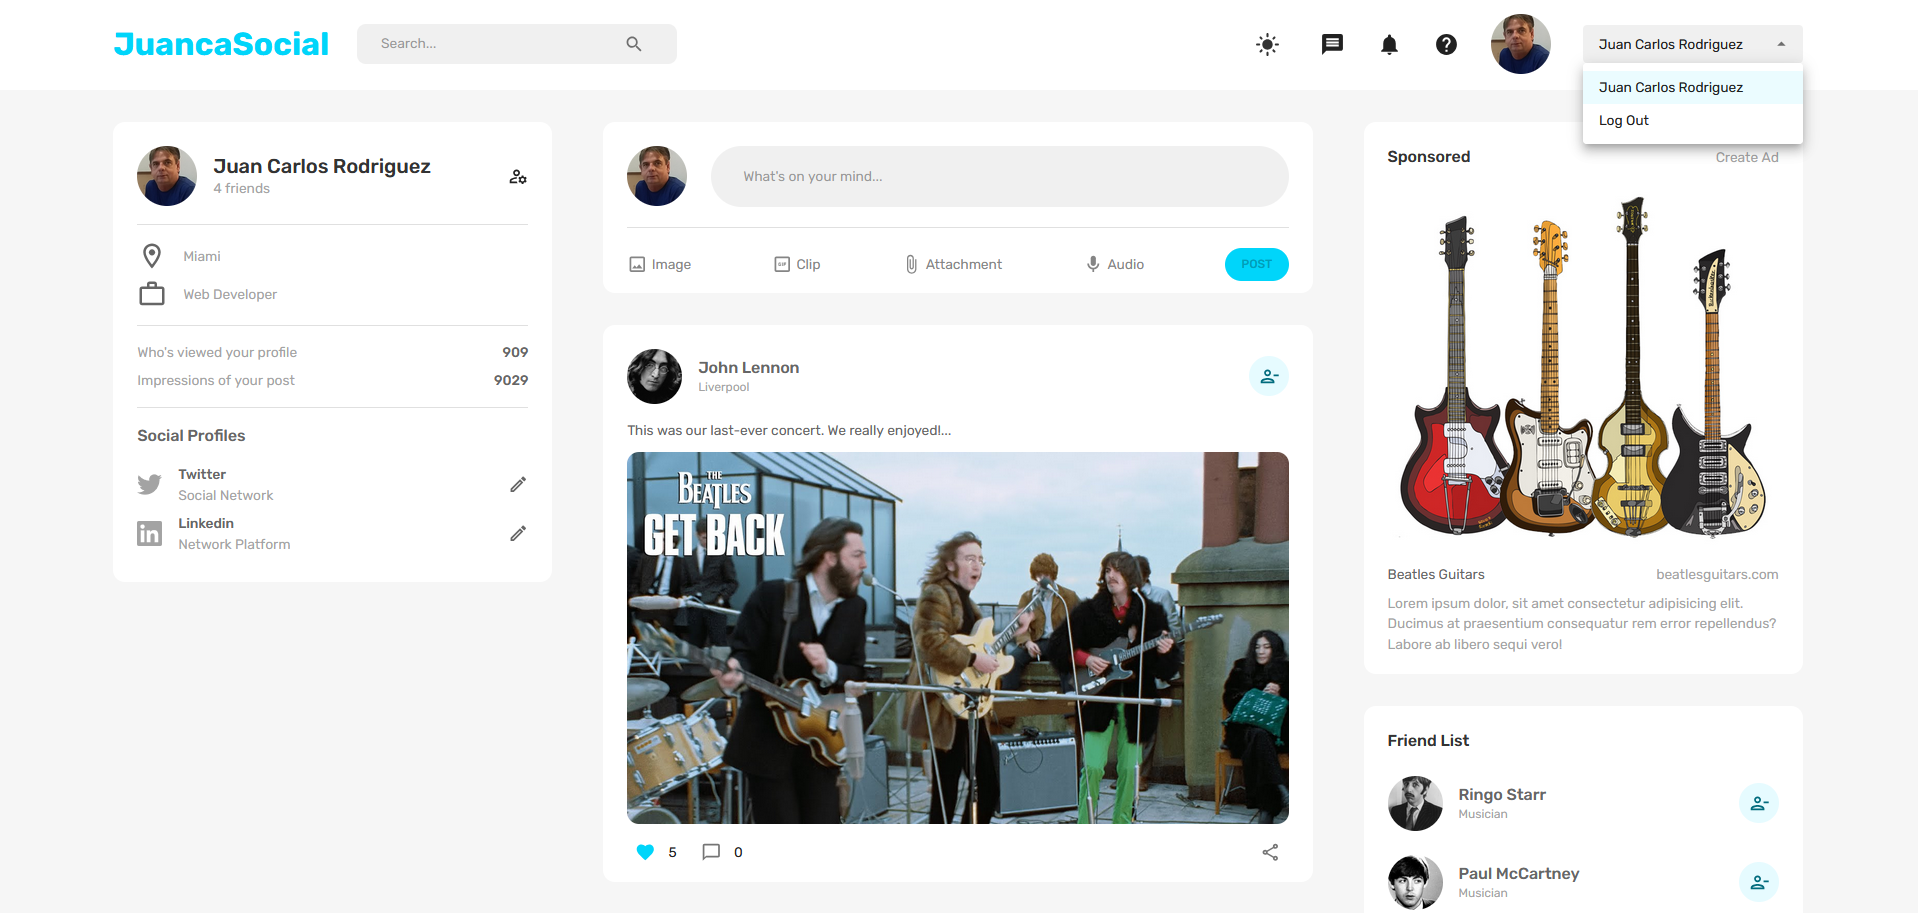 JuancaSocial
Search...
Juan Carlos Rodriguez
Juan Carlos Rodriguez
Log Out
Juan Carlos Rodriguez
4 friends
Miami
Web Developer
Who's viewed your profile 909
Impressions of your post 9029
Social Profiles
Twitter
Social Network
Linkedin
Network Platform
What's on your mind...
Image
GIF Clip
Attachment
Audio
POST
John Lennon
Liverpool
This was our last-ever concert. We really enjoyed!...
THE
BEATLES
GET BACK
5
0
Sponsored
Create Ad
Beatles Guitars
beatlesguitars.com
Lorem ipsum dolor, sit amet consectetur adipisicing elit.
Ducimus at praesentium consequatur rem error repellendus?
Labore ab libero sequi vero!
Friend List
Ringo Starr
Musician
Paul McCartney
Musician